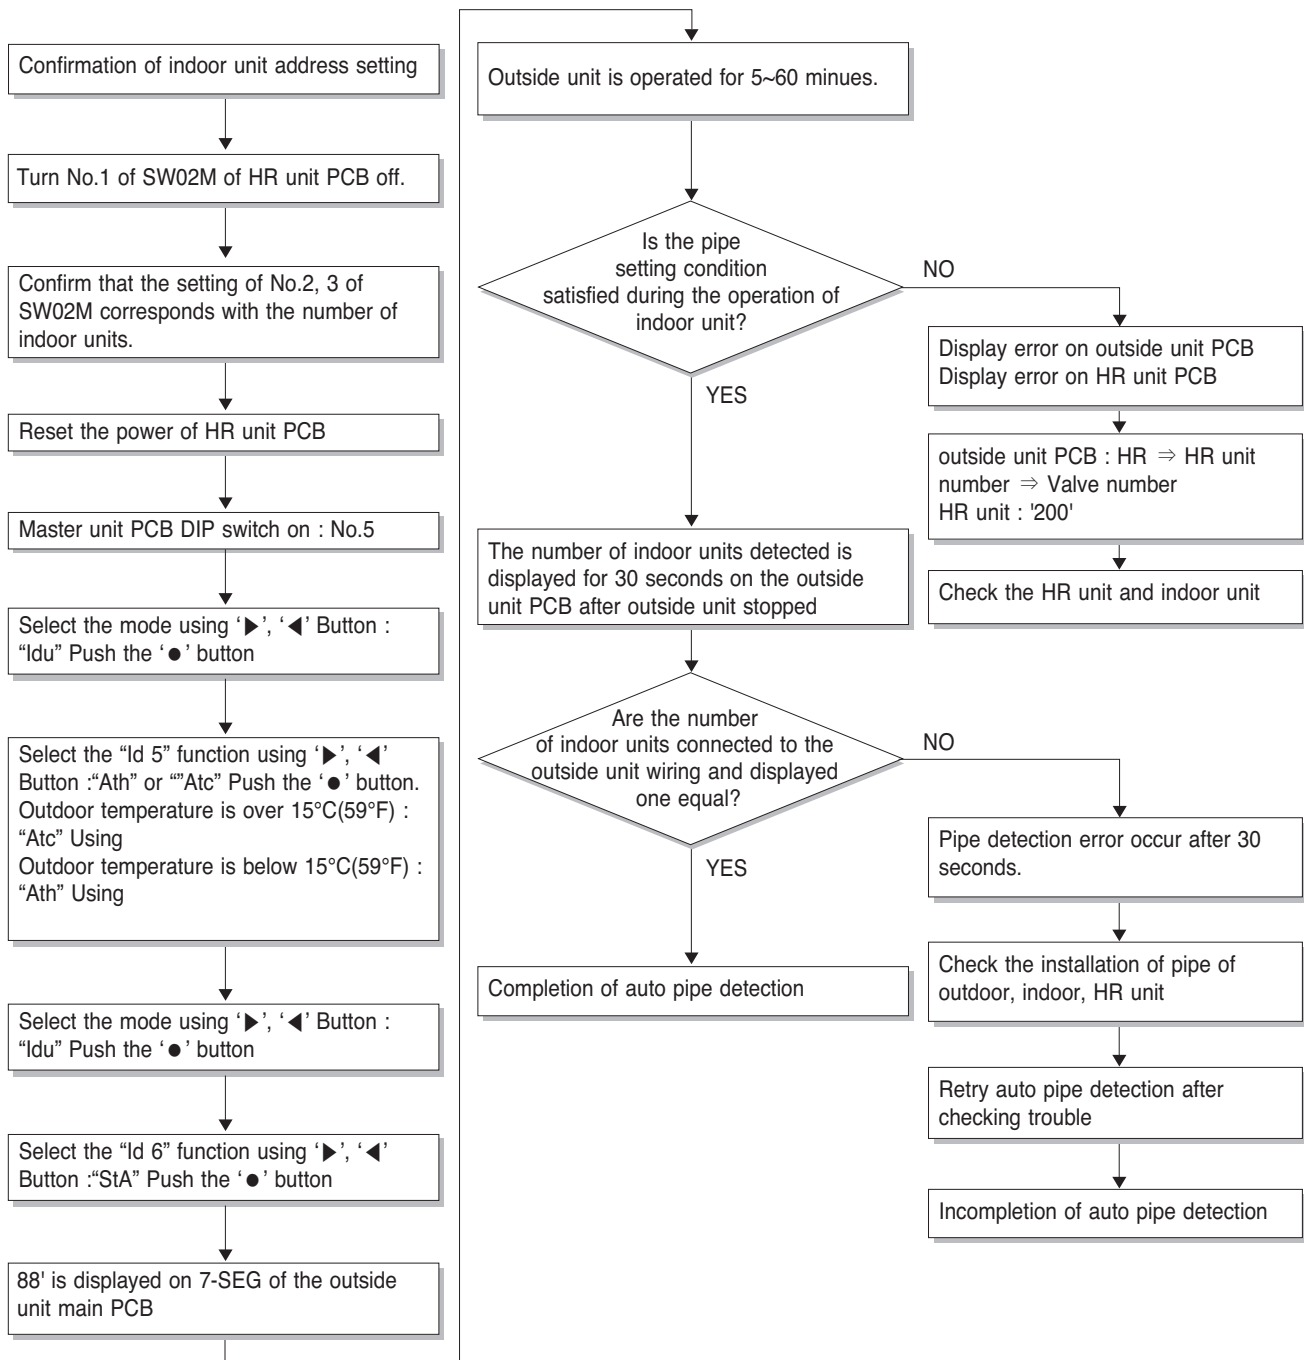 Confirmation of indoor unit address setting
Turn No.1 of SW02M of HR unit PCB off.
Confirm that the setting of No.2, 3 of
SW02M corresponds with the number of
indoor units.
Reset the power of HR unit PCB
Master unit PCB DIP switch on : No.5
Select the mode using ‘▶’, ‘◀’ Button :
“Idu” Push the ‘●’ button
Select the “Id 5” function using ‘▶’, ‘◀’
Button :“Ath” or “”Atc” Push the ‘●’ button.
Outdoor temperature is over 15°C(59°F) :
“Atc” Using
Outdoor temperature is below 15°C(59°F) :
“Ath” Using
Select the mode using ‘▶’, ‘◀’ Button :
“Idu” Push the ‘●’ button
Select the “Id 6” function using ‘▶’, ‘◀’
Button :“StA” Push the ‘●’ button
88' is displayed on 7-SEG of the outside
unit main PCB
Outside unit is operated for 5~60 minues.
Is the pipe
setting condition
satisfied during the operation of
indoor unit?
NO
YES
Display error on outside unit PCB
Display error on HR unit PCB
outside unit PCB : HR ⇒ HR unit
number ⇒ Valve number
HR unit : '200'
Check the HR unit and indoor unit
The number of indoor units detected is
displayed for 30 seconds on the outside
unit PCB after outside unit stopped
Are the number
of indoor units connected to the
outside unit wiring and displayed
one equal?
NO
YES
Pipe detection error occur after 30
seconds.
Check the installation of pipe of
outdoor, indoor, HR unit
Retry auto pipe detection after
checking trouble
Incompletion of auto pipe detection
Completion of auto pipe detection